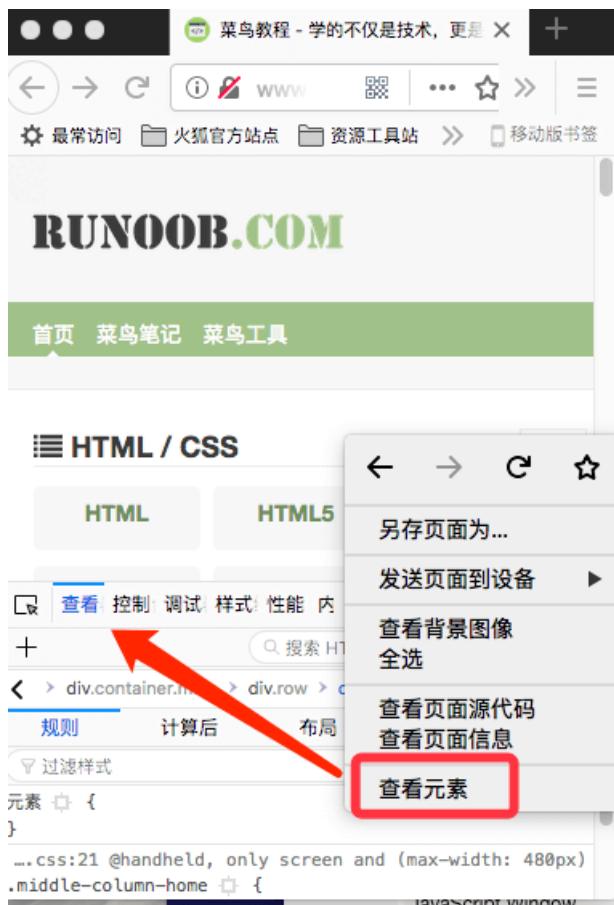 菜鸟教程 - 学的不仅是技术，更是
www
最常访问 火狐官方站点 资源工具站 移动版书签
RUNOOB.COM
首页 菜鸟笔记 菜鸟工具
HTML / CSS
HTML HTML5
另存页面为...
发送页面到设备
查看背景图像
全选
查看页面源代码
查看页面信息
查看元素
查看 控制 调试 样式 性能 内
搜索 HT
div.container.m div.row
规则 计算后 布局
过滤样式
元素 {
}
….css:21 @handheld, only screen and (max-width: 480px)
.middle-column-home {
JavaScript Window